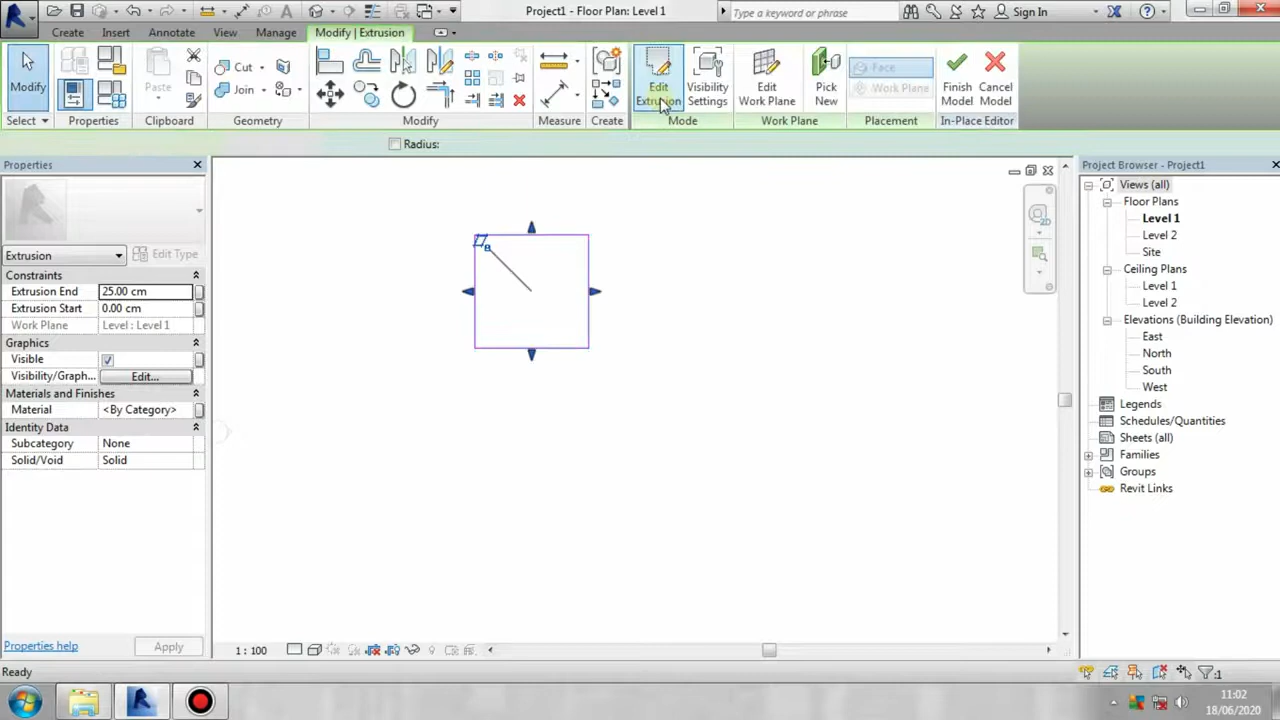 Project1 - Floor Plan: Level 1
Type a keyword or phrase
Sign In
Create Insert Annotate View Manage Modify | Extrusion
Modify
Paste
Cut
Join
Edit Extrusion
Visibility Settings
Edit Work Plane
Pick New
Face
Work Plane
Finish Model
Cancel Model
Select Properties Clipboard Geometry Modify Measure Create Mode Work Plane Placement In-Place Editor
Radius:
Properties
Extrusion Edit Type
Constraints
Extrusion End 25.00 cm
Extrusion Start 0.00 cm
Work Plane Level : Level 1
Graphics
Visible
Visibility/Graph... Edit...
Materials and Finishes
Material <By Category>
Identity Data
Subcategory None
Solid/Void Solid
Properties help Apply
1 : 100
Project Browser - Project1
Views (all)
Floor Plans
Level 1
Level 2
Site
Ceiling Plans
Level 1
Level 2
Elevations (Building Elevation)
East
North
South
West
Legends
Schedules/Quantities
Sheets (all)
Families
Groups
Revit Links
Ready
:1
11:02
18/06/2020